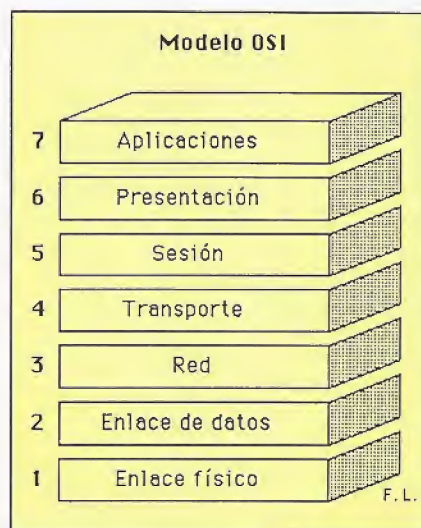 Modelo OSI
7 Aplicaciones
6 Presentación
5 Sesión
4 Transporte
3 Red
2 Enlace de datos
1 Enlace físico
F.L.